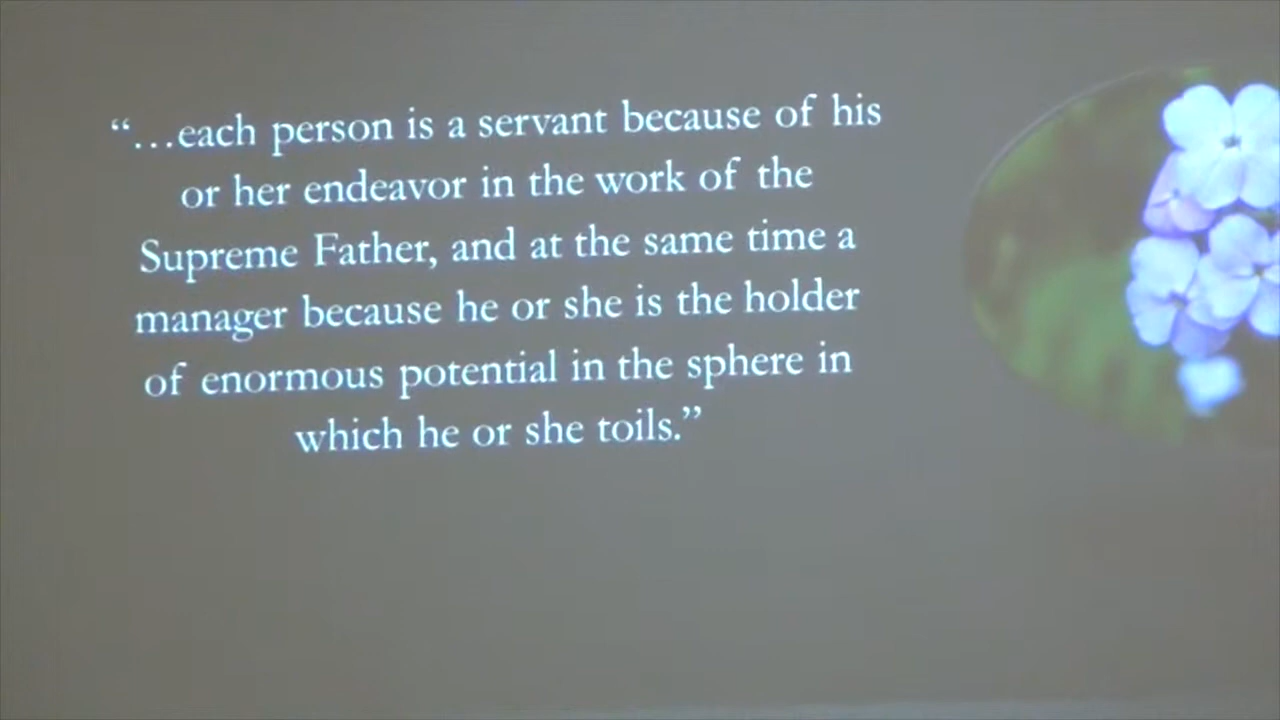 “…each person is a servant because of his
or her endeavor in the work of the
Supreme Father, and at the same time a
manager because he or she is the holder
of enormous potential in the sphere in
which he or she toils.”